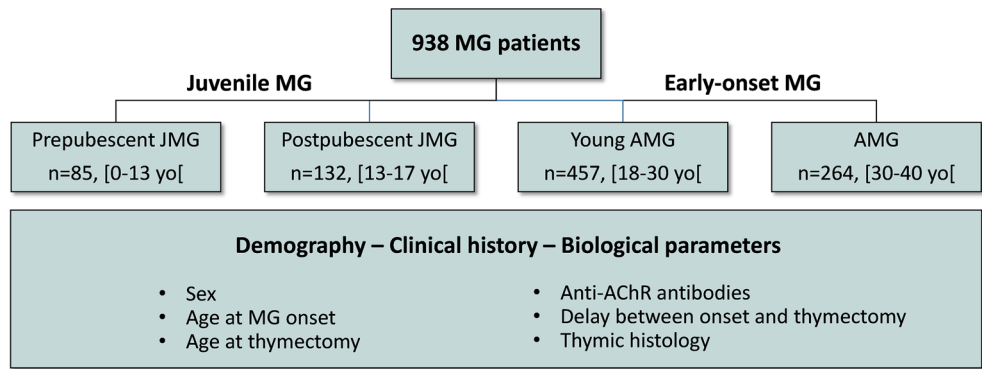 938 MG patients
Juvenile MG
Early-onset MG
Prepubescent JMG
n=85, [0-13 yo[
Postpubescent JMG
n=132, [13-17 yo[
Young AMG
n=457, [18-30 yo[
AMG
n=264, [30-40 yo[
Demography – Clinical history – Biological parameters
• Sex
• Age at MG onset
• Age at thymectomy
• Anti-AChR antibodies
• Delay between onset and thymectomy
• Thymic histology